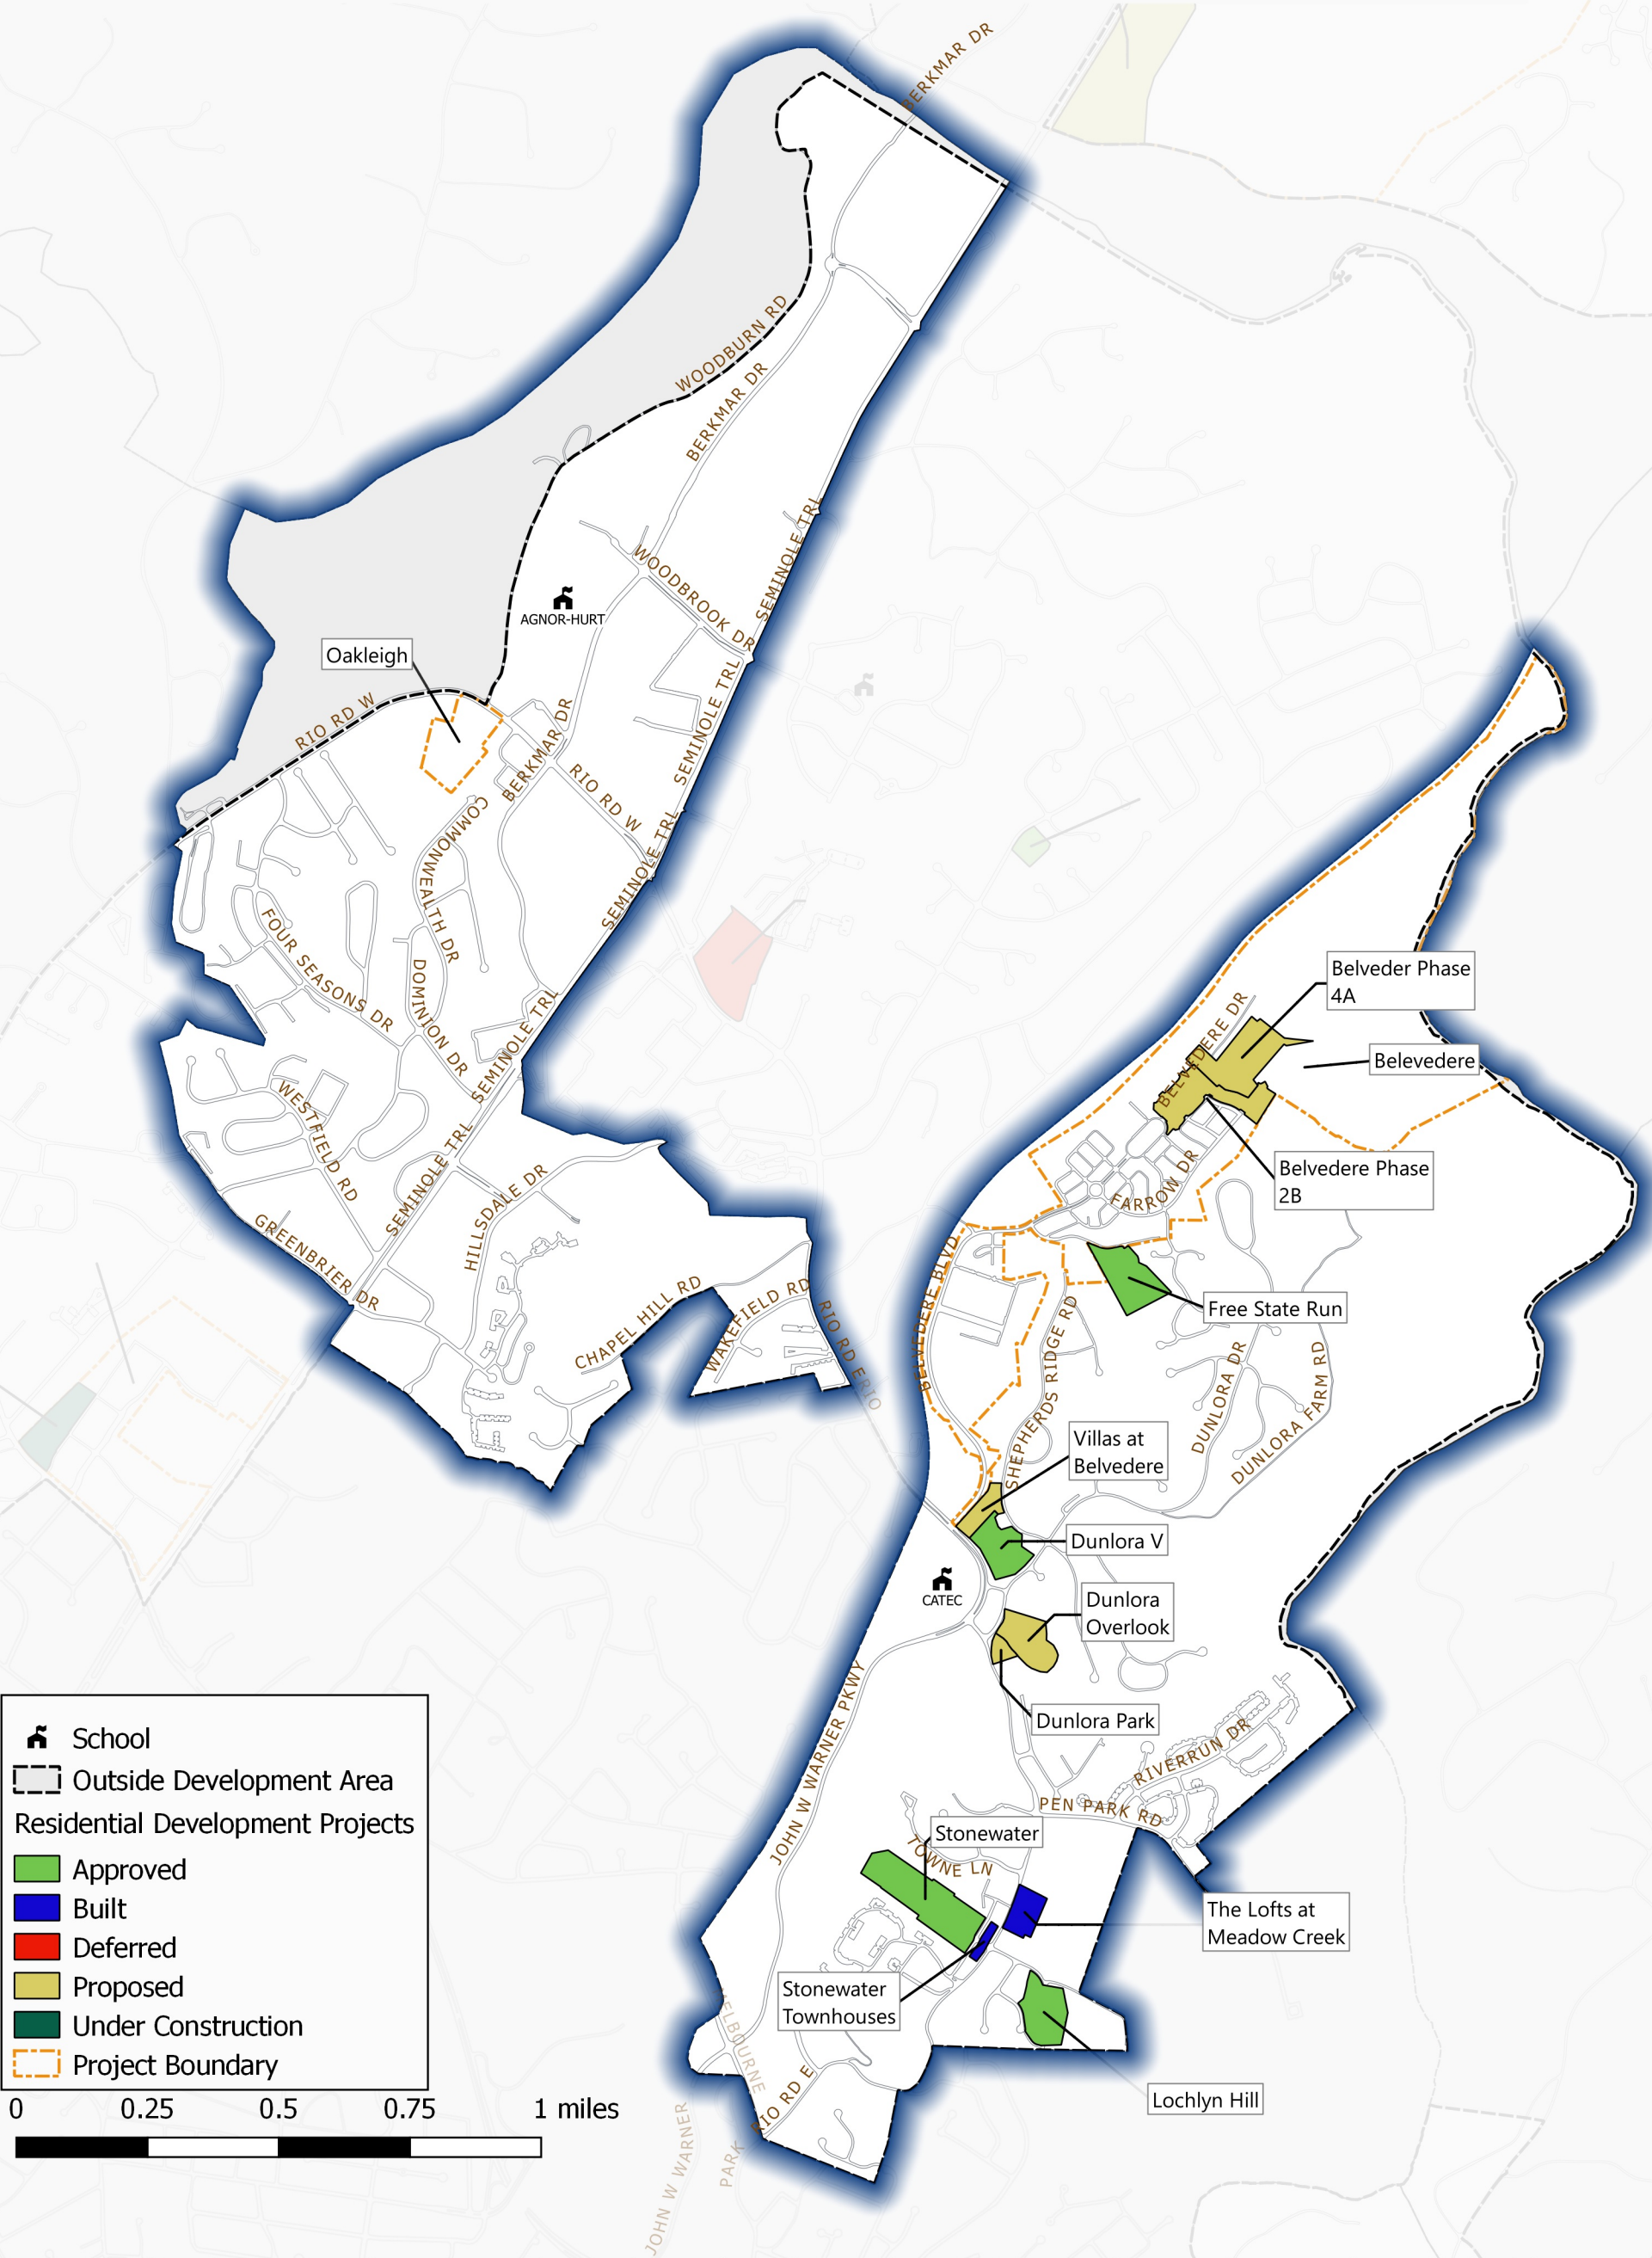 BERKMAR DR
WOODBURN RD
BERKMAR DR
SEMINOLE TRL
WOODBROOK DR
AGNOR-HURT
Oakleigh
RIO RD W
SEMINOLE TRL
BERKMAR DR
RIO RD W
COMMONWEALTH DR
SEMINOLE TRL
FOUR SEASONS DR
DOMINION DR
SEMINOLE TRL
Belveder Phase
4A
BELVEDERE DR
Belevedere
WESTFIELD RD
SEMINOLE TRL
HILLSDALE DR
Belvedere Phase
2B
FARROW DR
GREENBRIER DR
BELVEDERE BLVD
CHAPEL HILL RD
WAKEFIELD RD
RIO RD E
RIO
Free State Run
SHEPHERDS RIDGE RD
DUNLORA DR
DUNLORA FARM RD
Villas at
Belvedere
Dunlora V
CATEC
Dunlora
Overlook
JOHN W WARNER PKWY
Dunlora Park
RIVERRUN DR
PEN PARK RD
Stonewater
TOWNE LN
The Lofts at
Meadow Creek
Stonewater
Townhouses
MELBOURNE
RIO RD E
Lochlyn Hill
JOHN W WARNER
PARK
School
Outside Development Area
Residential Development Projects
Approved
Built
Deferred
Proposed
Under Construction
Project Boundary
0 0.25 0.5 0.75 1 miles